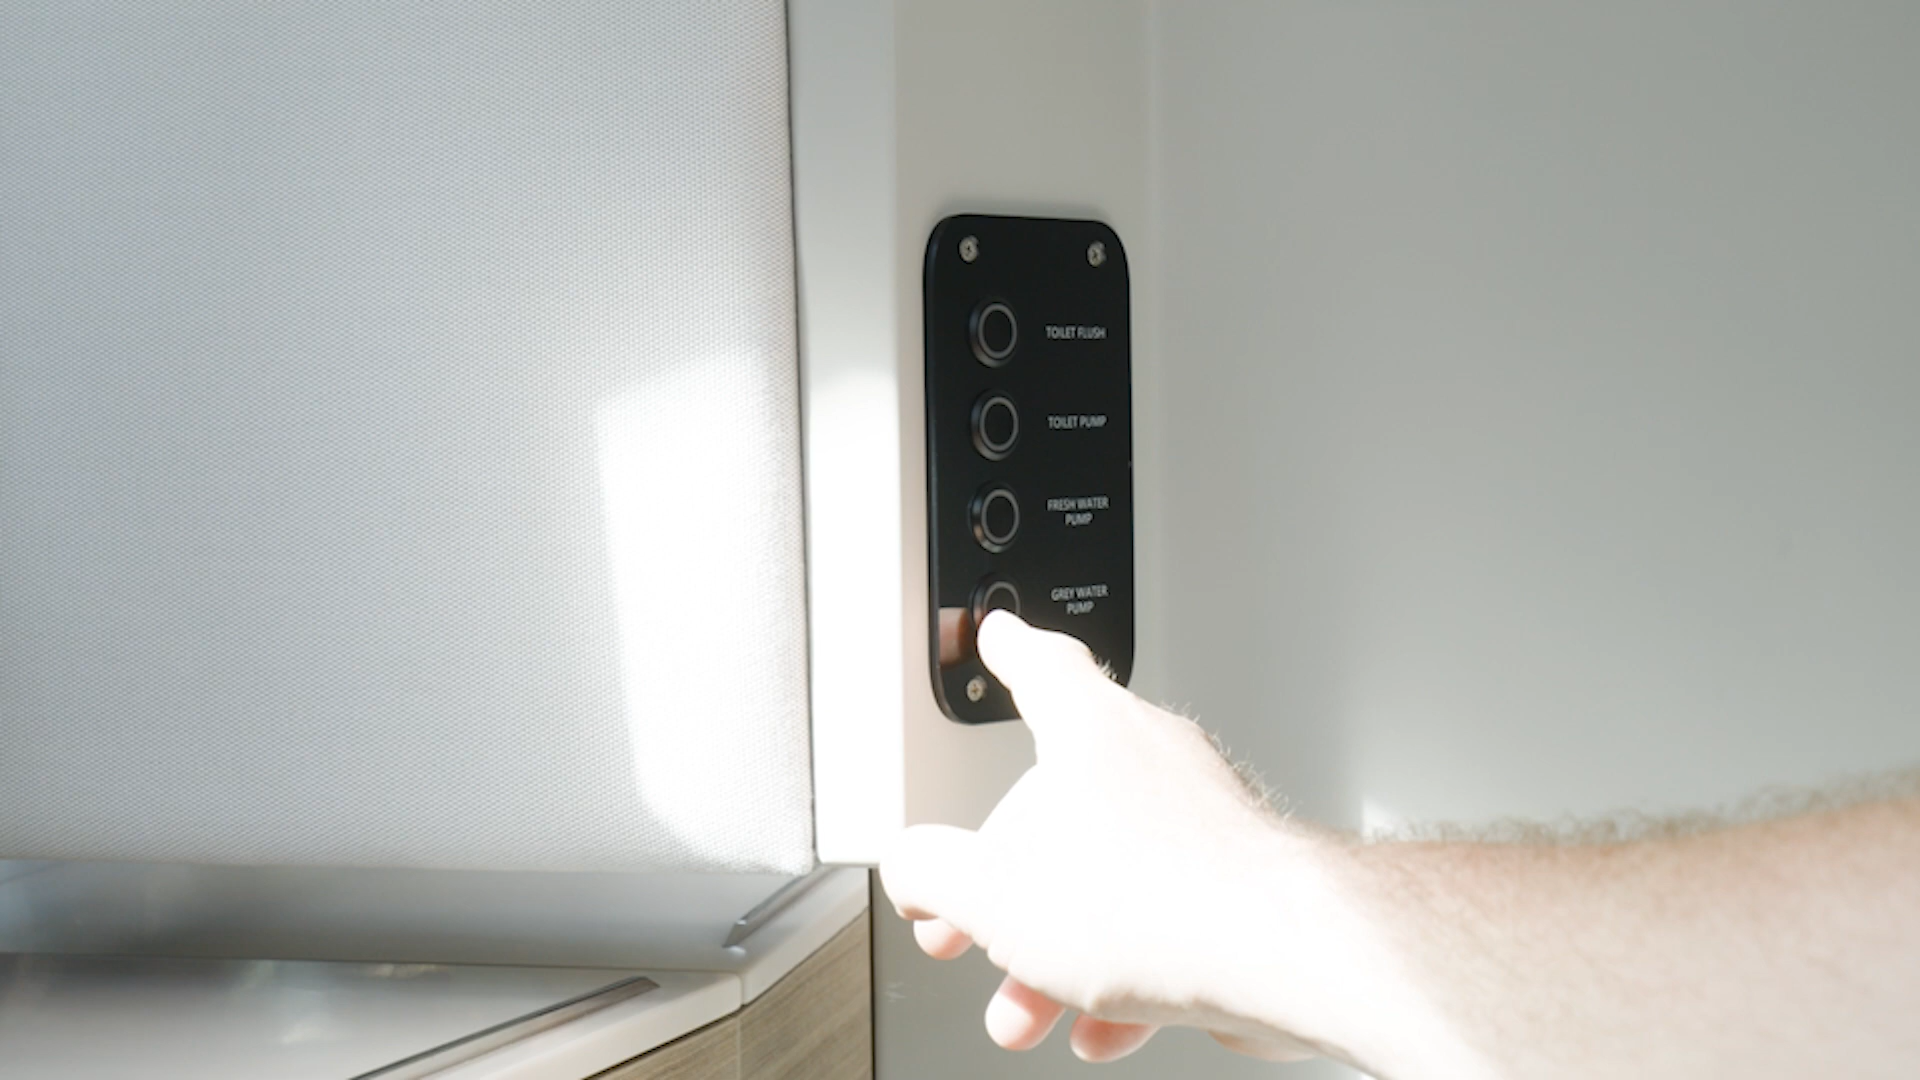 TOILET FLUSH
TOILET PUMP
FRESH WATER
PUMP
GREY WATER
PUMP